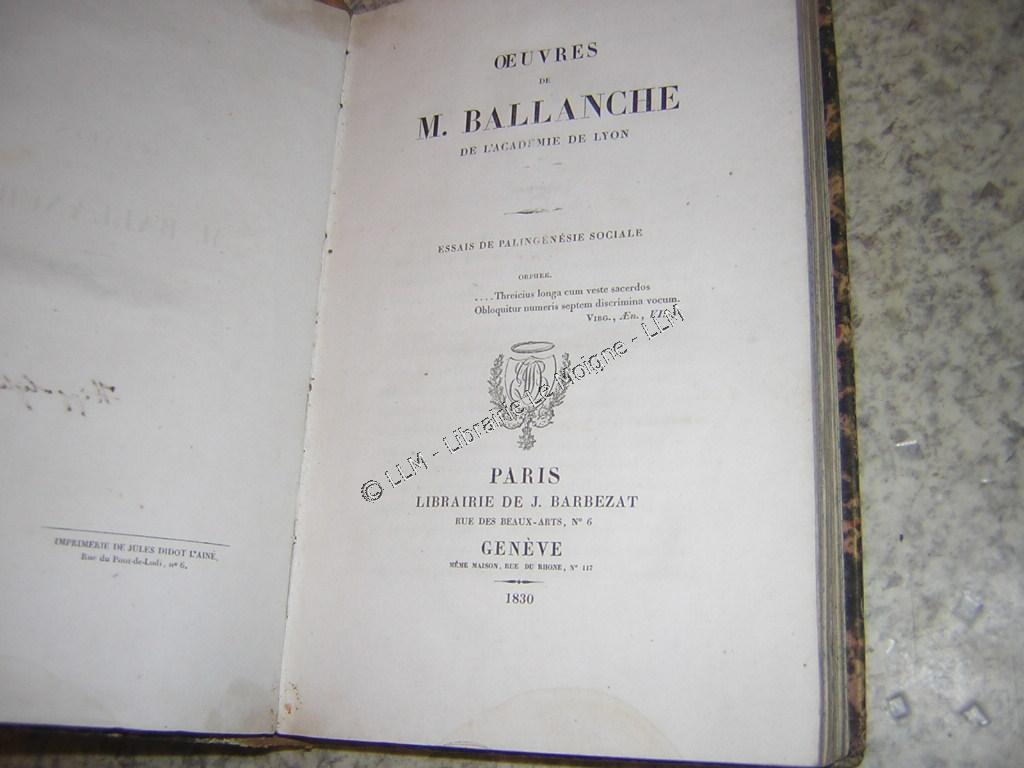 IMPRIMERIE DE JULES DIDOT L'AINÉ,
Rue du Pont-de-Lodi, nº 6.
OEUVRES
DE
M. BALLANCHE
DE L'ACADÉMIE DE LYON
ESSAIS DE PALINGÉNÉSIE SOCIALE
ORPHÉE.
....Threicius longa cum veste sacerdos
Obloquitur numeris septem discrimina vocum.
VIRG., Æn.,
© LLM - Librairie Le Moigne - LLM
PARIS
LIBRAIRIE DE J. BARBEZAT
RUE DES BEAUX-ARTS, Nº 6
GENÈVE
MÊME MAISON, RUE DU RHONE, Nº 117
1830